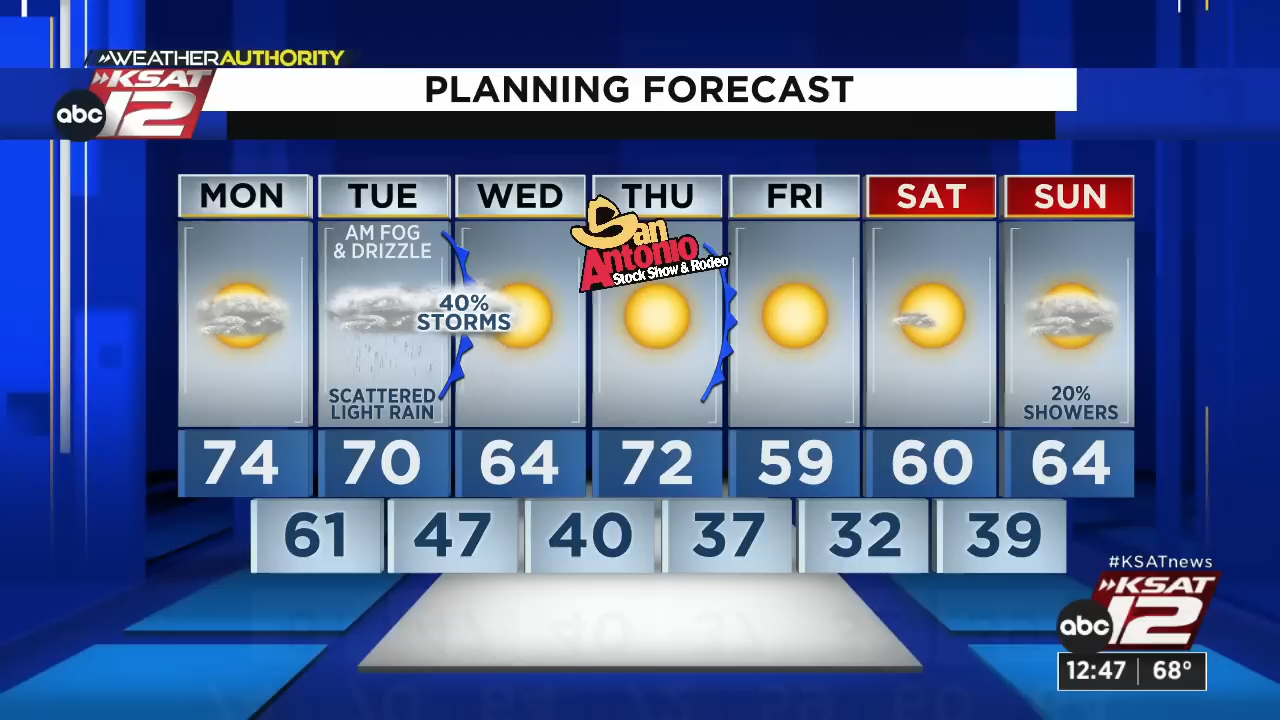 WEATHER AUTHORITY
KSAT
abc 12
PLANNING FORECAST
MON TUE WED THU FRI SAT SUN
AM FOG
& DRIZZLE
San
Antonio
Stock Show & Rodeo
40%
STORMS
SCATTERED
LIGHT RAIN
20%
SHOWERS
74 70 64 72 59 60 64
61 47 40 37 32 39
#KSATnews
KSAT
abc 12
12:47 68°